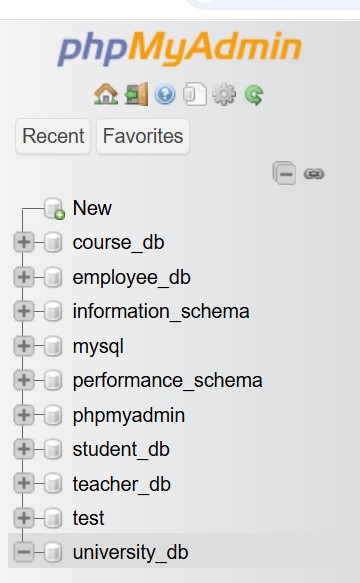 phpMyAdmin
Recent Favorites
New
course_db
employee_db
information_schema
mysql
performance_schema
phpmyadmin
student_db
teacher_db
test
university_db